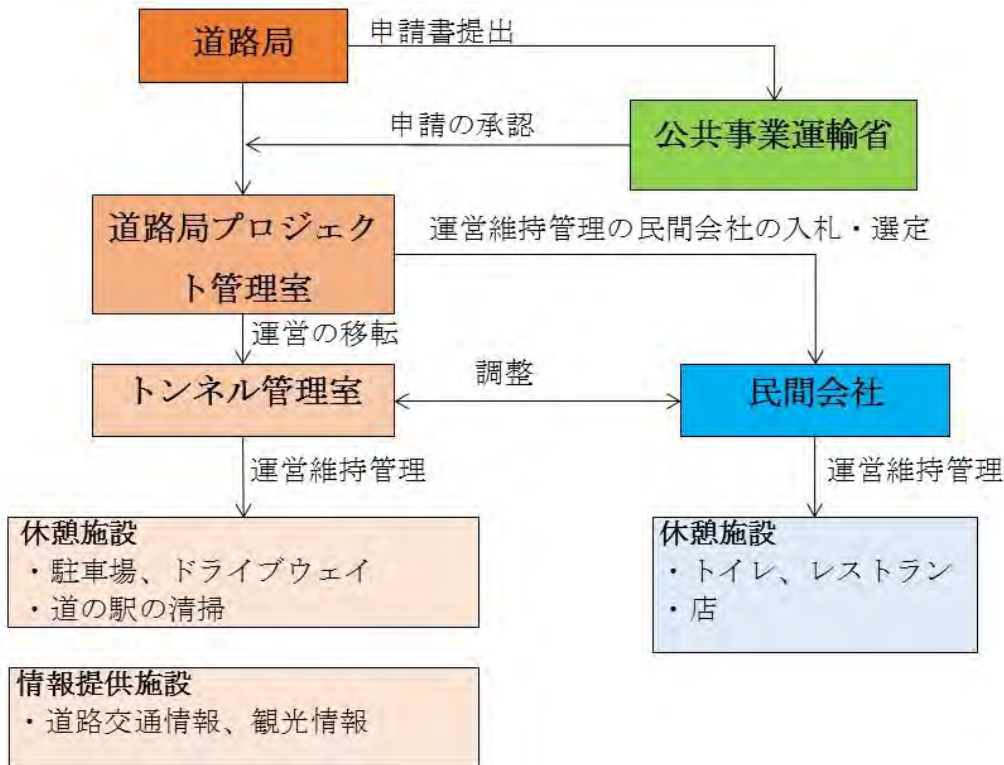 道路局
申請書提出
公共事業運輸省
申請の承認
道路局プロジェク
ト管理室
運営維持管理の民間会社の入札・選定
運営の移転
トンネル管理室
調整
民間会社
運営維持管理
運営維持管理
休憩施設
・駐車場、ドライブウェイ
・道の駅の清掃
休憩施設
・トイレ、レストラン
・店
情報提供施設
・道路交通情報、観光情報